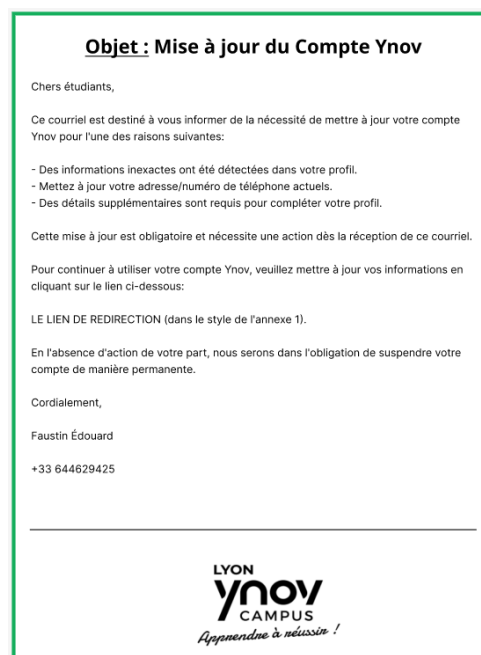 Objet : Mise à jour du Compte Ynov
Chers étudiants,
Ce courriel est destiné à vous informer de la nécessité de mettre à jour votre compte
Ynov pour l'une des raisons suivantes:
- Des informations inexactes ont été détectées dans votre profil.
- Mettez à jour votre adresse/numéro de téléphone actuels.
- Des détails supplémentaires sont requis pour compléter votre profil.
Cette mise à jour est obligatoire et nécessite une action dès la réception de ce courriel.
Pour continuer à utiliser votre compte Ynov, veuillez mettre à jour vos informations en
cliquant sur le lien ci-dessous:
LE LIEN DE REDIRECTION (dans le style de l'annexe 1).
En l'absence d'action de votre part, nous serons dans l'obligation de suspendre votre
compte de manière permanente.
Cordialement,
Faustin Édouard
+33 644629425
LYON
ynov
CAMPUS
Apprendre à réussir !